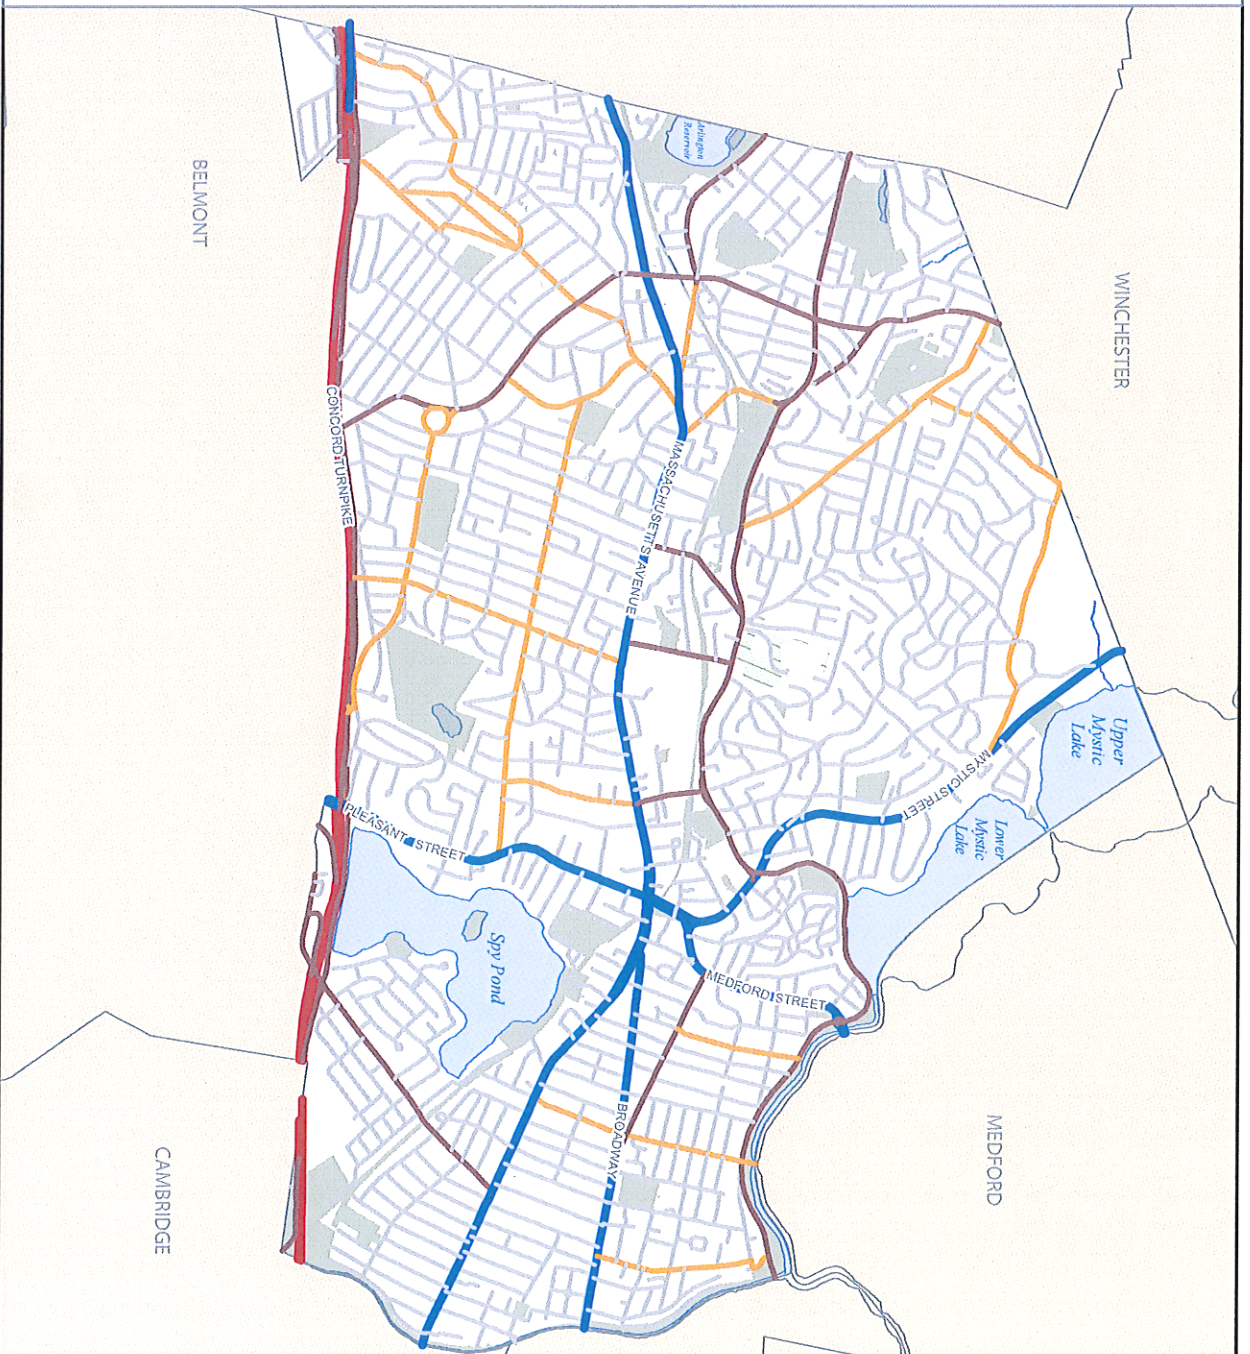 Arlington
Reservoir
BELMONT
WINCHESTER
CONCORD TURNPIKE
MASSACHUSETTS AVENUE
Upper
Mystic
Lake
MYSTIC STREET
Lower
Mystic
Lake
PLEASANT STREET
Spy Pond
MEDFORD STREET
BROADWAY
MEDFORD
CAMBRIDGE